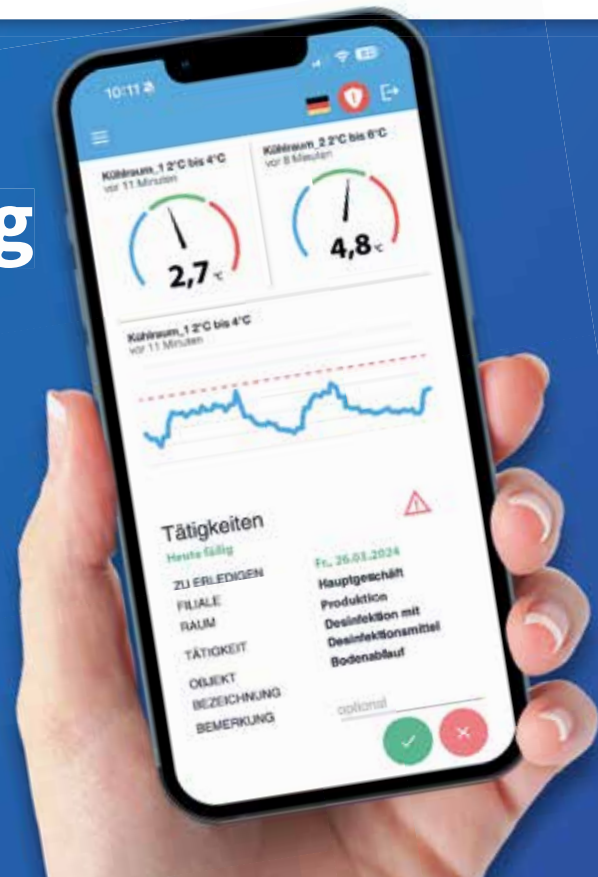 g
10:11
Kühlraum_1 2°C bis 4°C
vor 11 Minuten
2,7 °C
Kühlraum_2 2°C bis 6°C
vor 8 Minuten
4,8 °C
Kühlraum_1 2°C bis 4°C
vor 11 Minuten
Tätigkeiten
Heute fällig
ZU ERLEDIGEN Fr., 26.03.2024
FILIALE Hauptgeschäft
RAUM Produktion
TÄTIGKEIT Desinfektion mit
Desinfektionsmittel
OBJEKT Bodenablauf
BEZEICHNUNG
BEMERKUNG optional